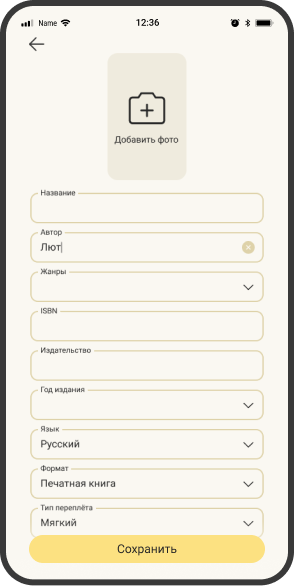 Name 12:36
Добавить фото
Название
Автор
Лют
Жанры
ISBN
Издательство
Год издания
Язык
Русский
Формат
Печатная книга
Тип переплёта
Мягкий
Сохранить